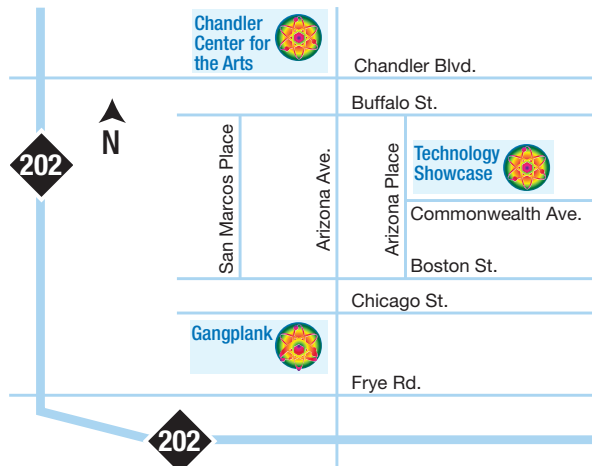 Chandler
Center for
the Arts
Chandler Blvd.
Buffalo St.
N
202
San Marcos Place
Arizona Ave.
Arizona Place
Technology
Showcase
Commonwealth Ave.
Boston St.
Chicago St.
Gangplank
Frye Rd.
202